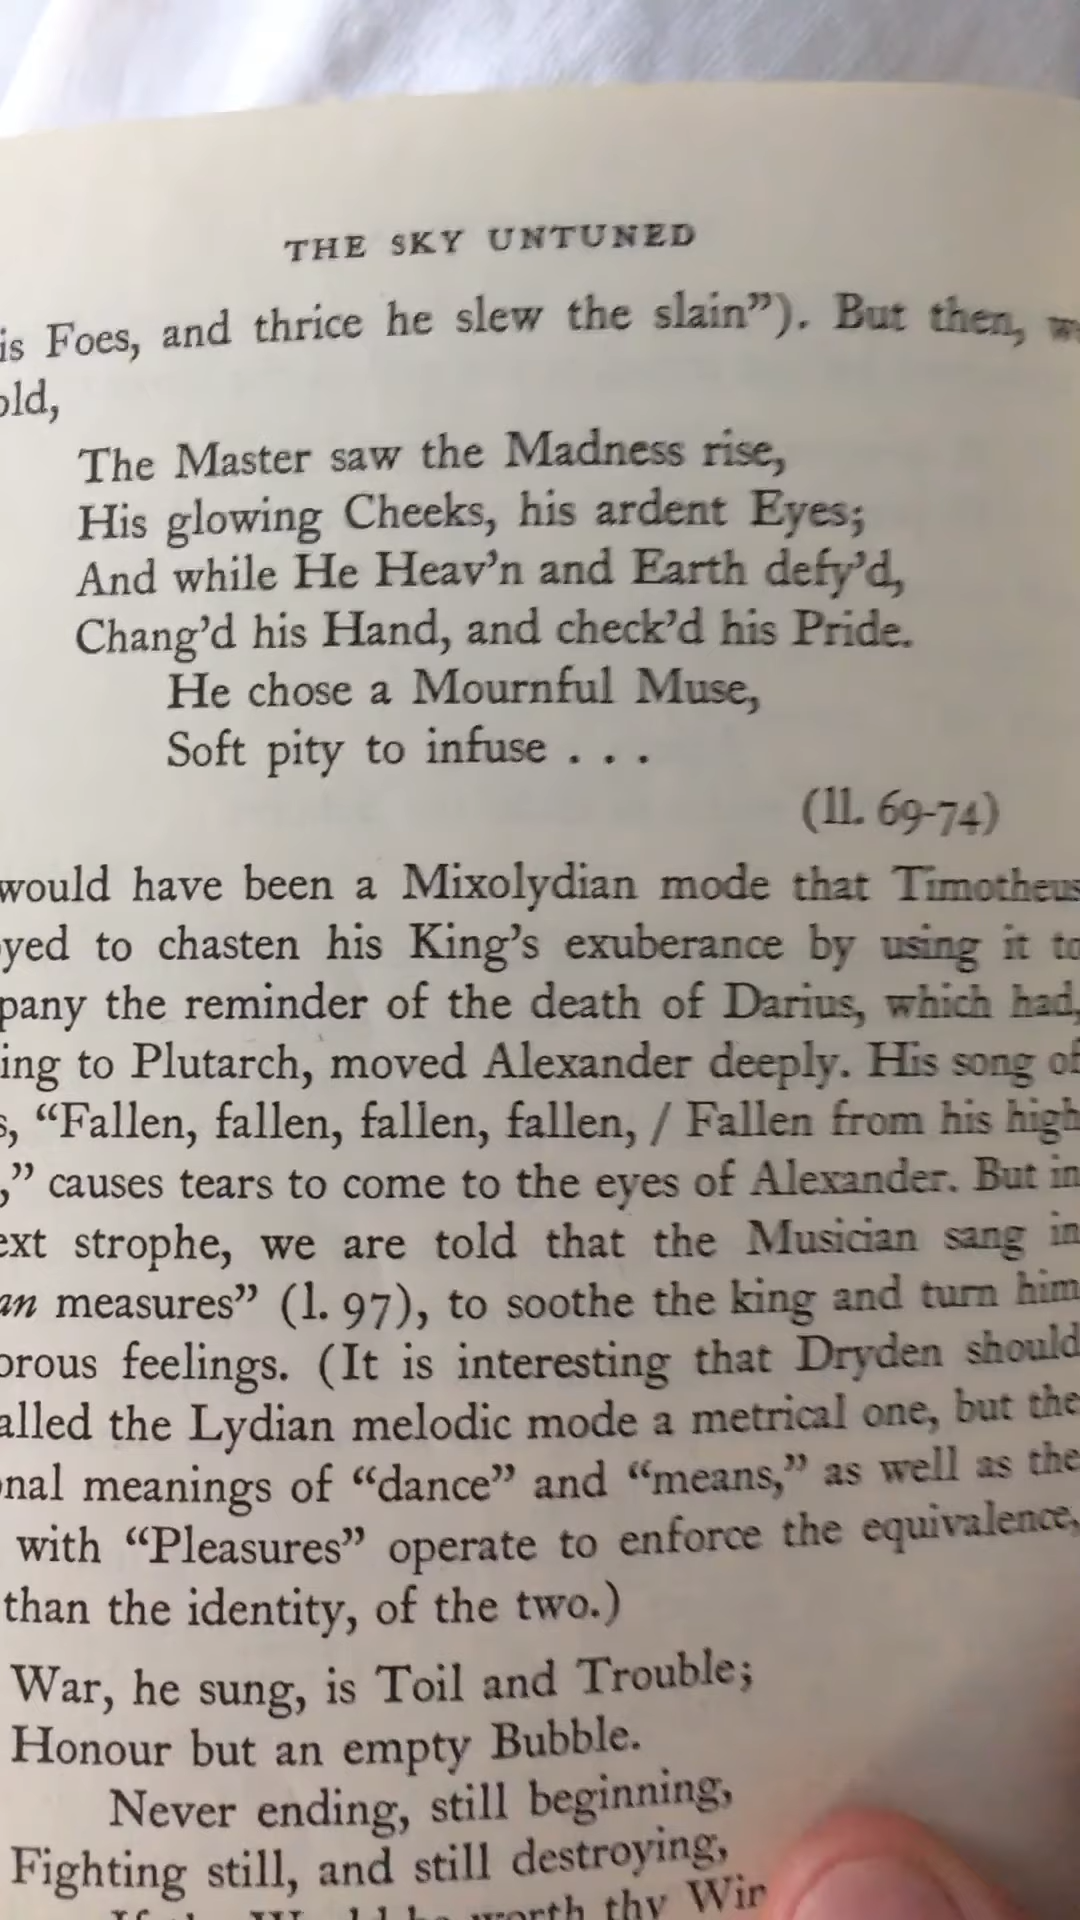 THE SKY UNTUNED
is Foes, and thrice he slew the slain”). But then,
old,
The Master saw the Madness rise,
His glowing Cheeks, his ardent Eyes;
And while He Heav’n and Earth defy’d,
Chang’d his Hand, and check’d his Pride.
He chose a Mournful Muse,
Soft pity to infuse . . .
(ll. 69-74)
would have been a Mixolydian mode that Timotheus
yed to chasten his King’s exuberance by using it to
pany the reminder of the death of Darius, which had,
ing to Plutarch, moved Alexander deeply. His song of
s, “Fallen, fallen, fallen, fallen, / Fallen from his high
,” causes tears to come to the eyes of Alexander. But in
ext strophe, we are told that the Musician sang in
an measures” (l. 97), to soothe the king and turn him
orous feelings. (It is interesting that Dryden should
alled the Lydian melodic mode a metrical one, but the
nal meanings of “dance” and “means,” as well as the
with “Pleasures” operate to enforce the equivalence,
than the identity, of the two.)
War, he sung, is Toil and Trouble;
Honour but an empty Bubble.
Never ending, still beginning,
Fighting still, and still destroying,
worth thy Win